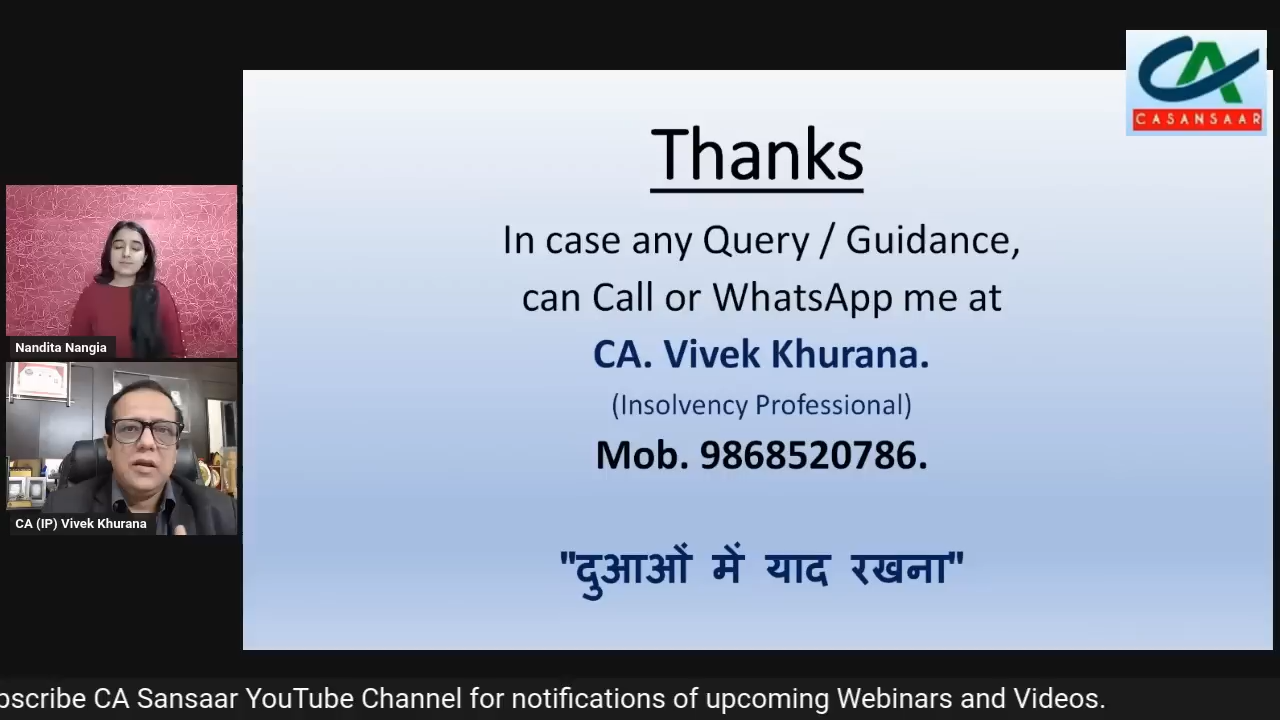 CASANSAAR
Thanks
In case any Query / Guidance,
can Call or WhatsApp me at
CA. Vivek Khurana.
(Insolvency Professional)
Mob. 9868520786.
"दुआओं में याद रखना"
Nandita Nangia
CA (IP) Vivek Khurana
bscribe CA Sansaar YouTube Channel for notifications of upcoming Webinars and Videos.